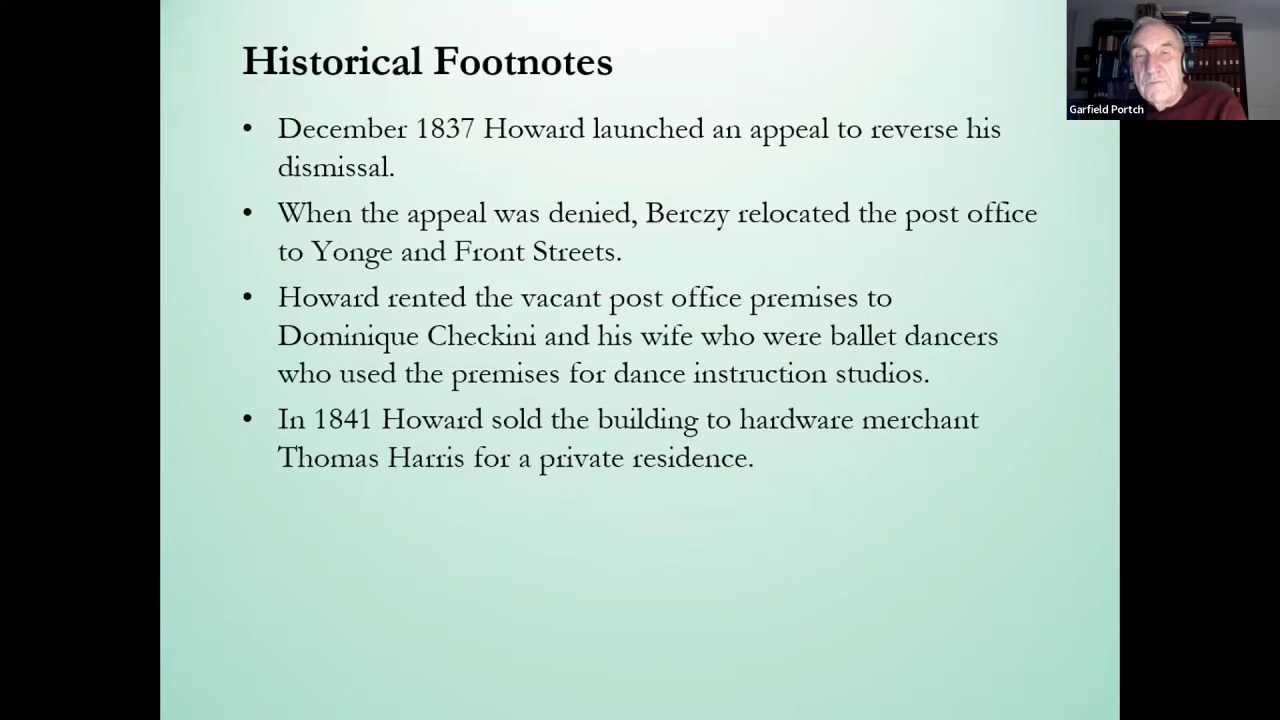 Historical Footnotes
• December 1837 Howard launched an appeal to reverse his
dismissal.
• When the appeal was denied, Berczy relocated the post office
to Yonge and Front Streets.
• Howard rented the vacant post office premises to
Dominique Checkini and his wife who were ballet dancers
who used the premises for dance instruction studios.
• In 1841 Howard sold the building to hardware merchant
Thomas Harris for a private residence.
Garfield Portch